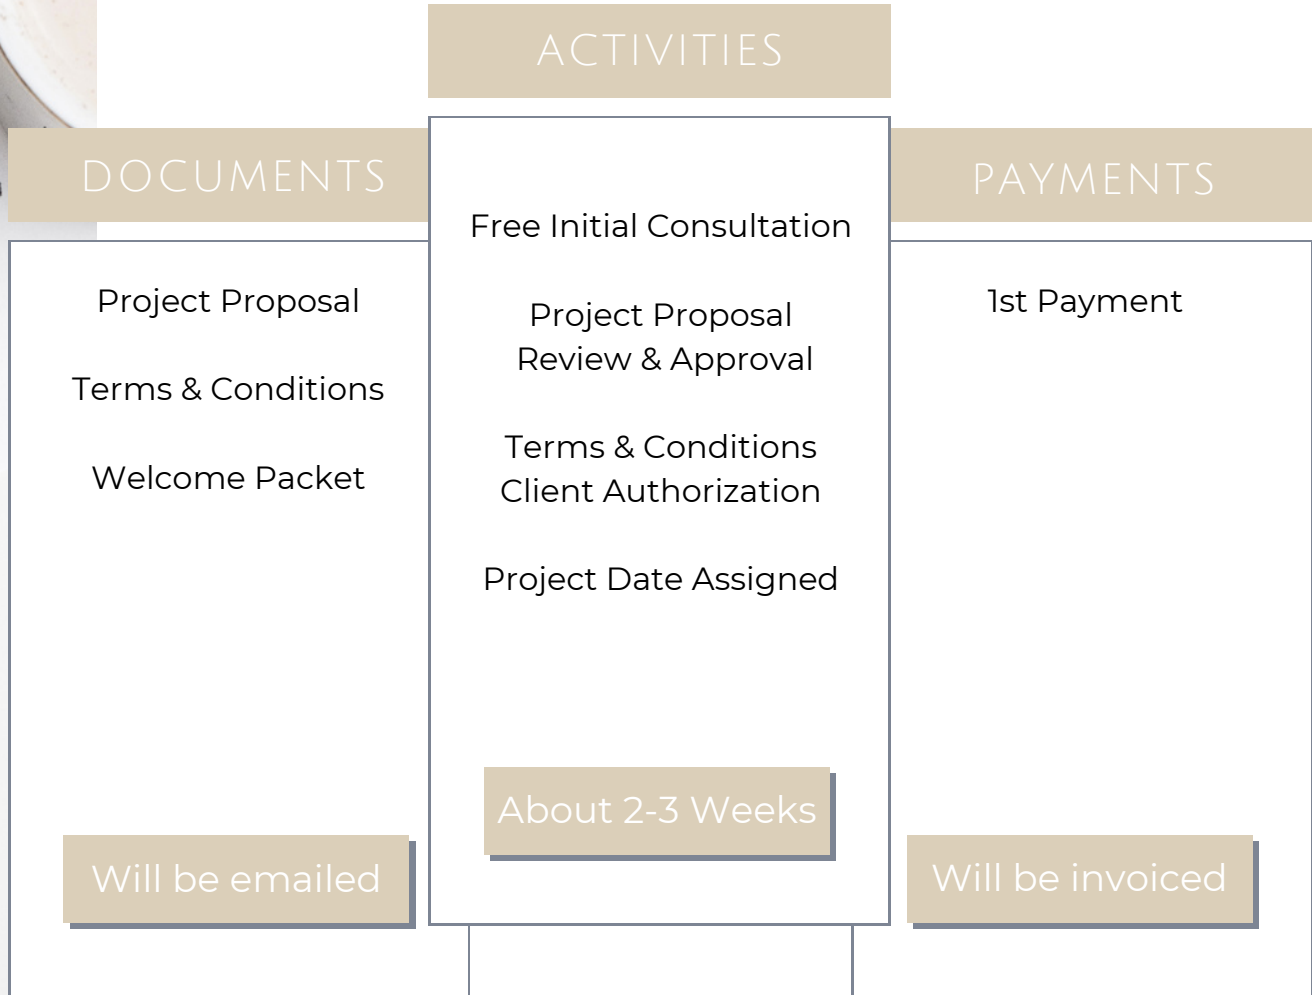 ACTIVITIES
DOCUMENTS
PAYMENTS
Free Initial Consultation
Project Proposal
Review & Approval
Terms & Conditions
Client Authorization
Project Date Assigned
About 2-3 Weeks
Project Proposal
Terms & Conditions
Welcome Packet
Will be emailed
1st Payment
Will be invoiced